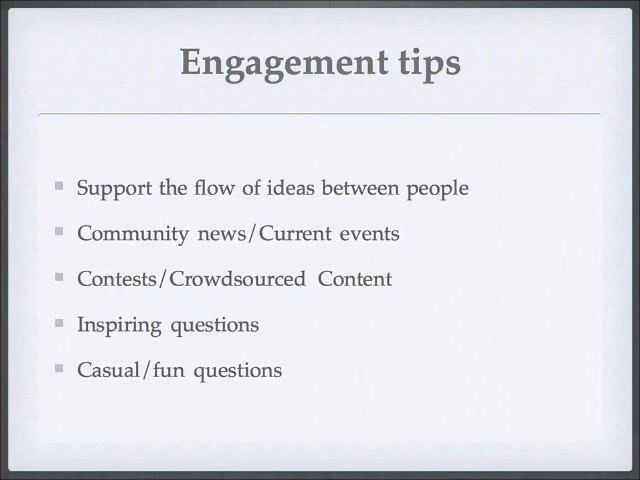 Engagement tips
Support the flow of ideas between people
Community news/Current events
Contests/Crowdsourced Content
Inspiring questions
Casual/fun questions